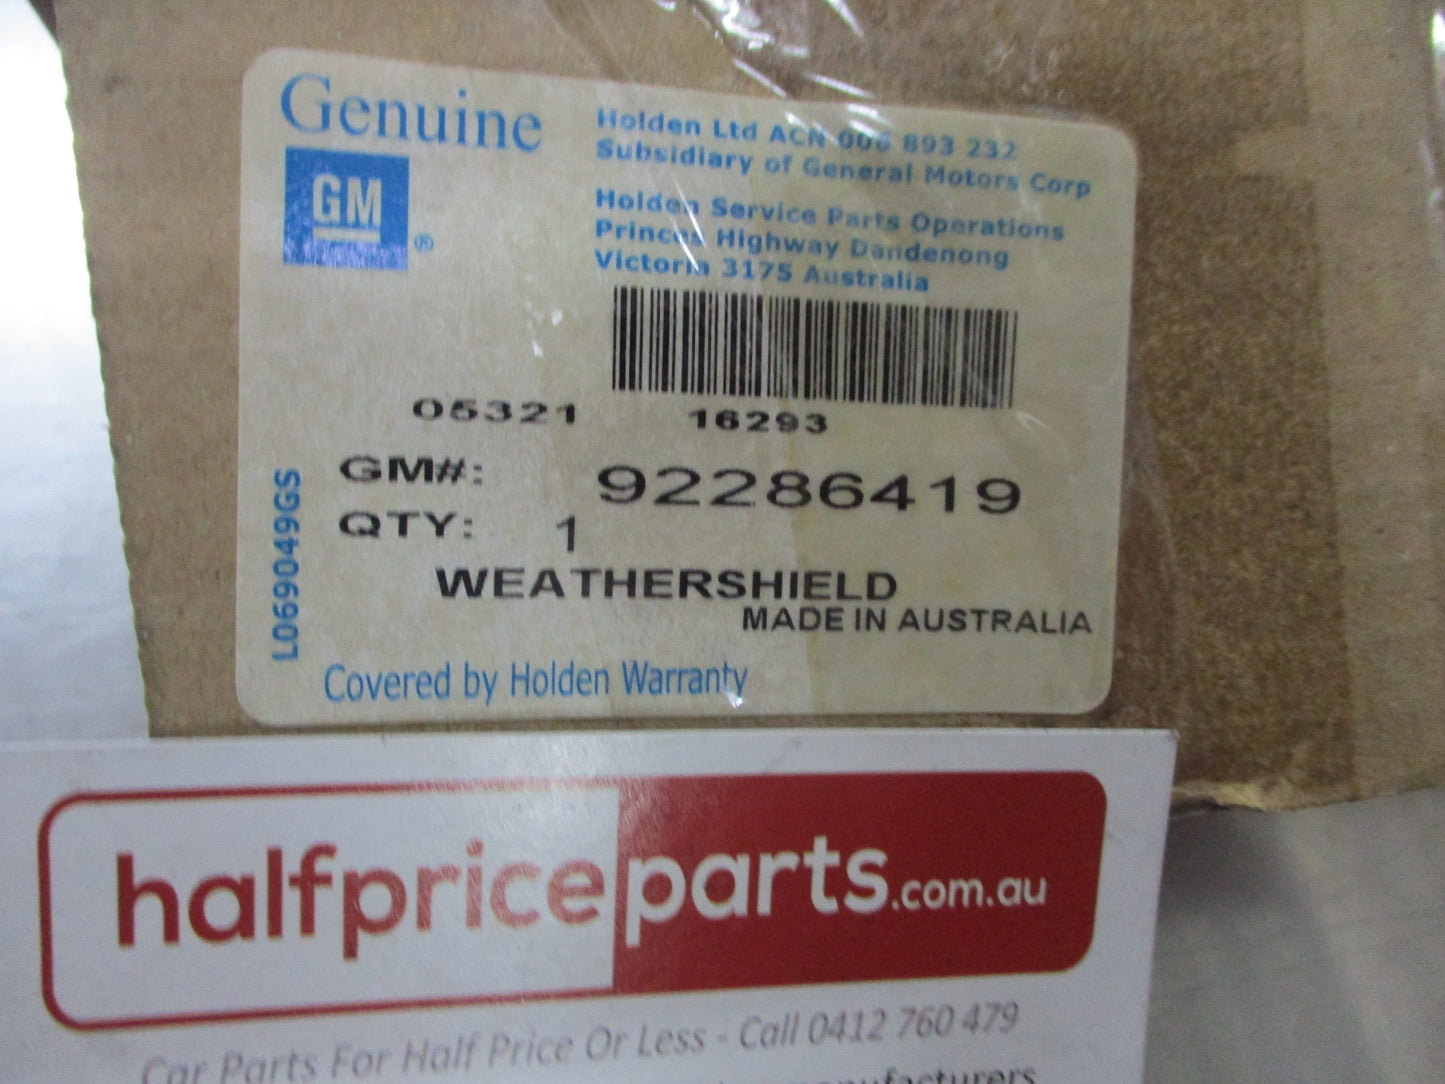 Genuine
GM ®
Holden Ltd ACN 006 893 232
Subsidiary of General Motors Corp
Holden Service Parts Operations
Princes Highway Dandenong
Victoria 3175 Australia
05321 16293
GM#: 92286419
QTY: 1
WEATHERSHIELD
MADE IN AUSTRALIA
L069049GS
Covered by Holden Warranty
halfpriceparts.com.au
Car Parts For Half Price Or Less - Call 0412 760 479
manufacturers